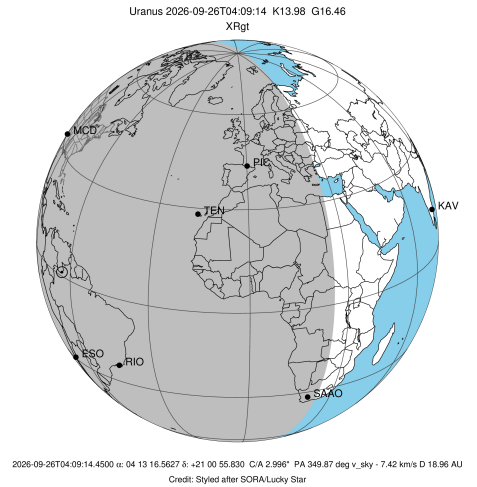 Uranus 2026-09-26T04:09:14 K13.98 G16.46
XRgt
MCD
PIC
TEN
KAV
ESO
RIO
SAAO
2026-09-26T04:09:14.4500 α: 04 13 16.5627 δ: +21 00 55.830 C/A 2.996" PA 349.87 deg v_sky - 7.42 km/s D 18.96 AU
Credit: Styled after SORA/Lucky Star